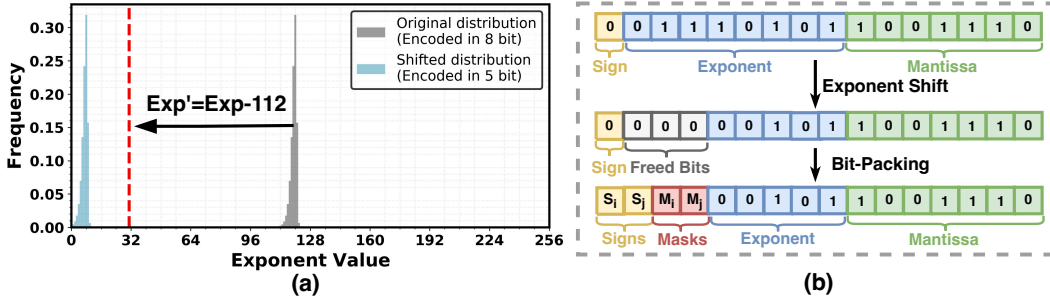 Original distribution
(Encoded in 8 bit)
Shifted distribution
(Encoded in 5 bit)
Exp'=Exp-112
Frequency
0.30
0.25
0.20
0.15
0.10
0.05
0.00
0 32 64 96 128 160 192 224 256
Exponent Value
(a)
0 0 1 1 1 0 1 0 1 1 0 0 1 1 1 0
Sign Exponent Mantissa
Exponent Shift
0 0 0 0 0 0 1 0 1 1 0 0 1 1 1 0
Sign Freed Bits
Bit-Packing
Si Sj Mi Mj 0 0 1 0 1 1 0 0 1 1 1 0
Signs Masks Exponent Mantissa
(b)